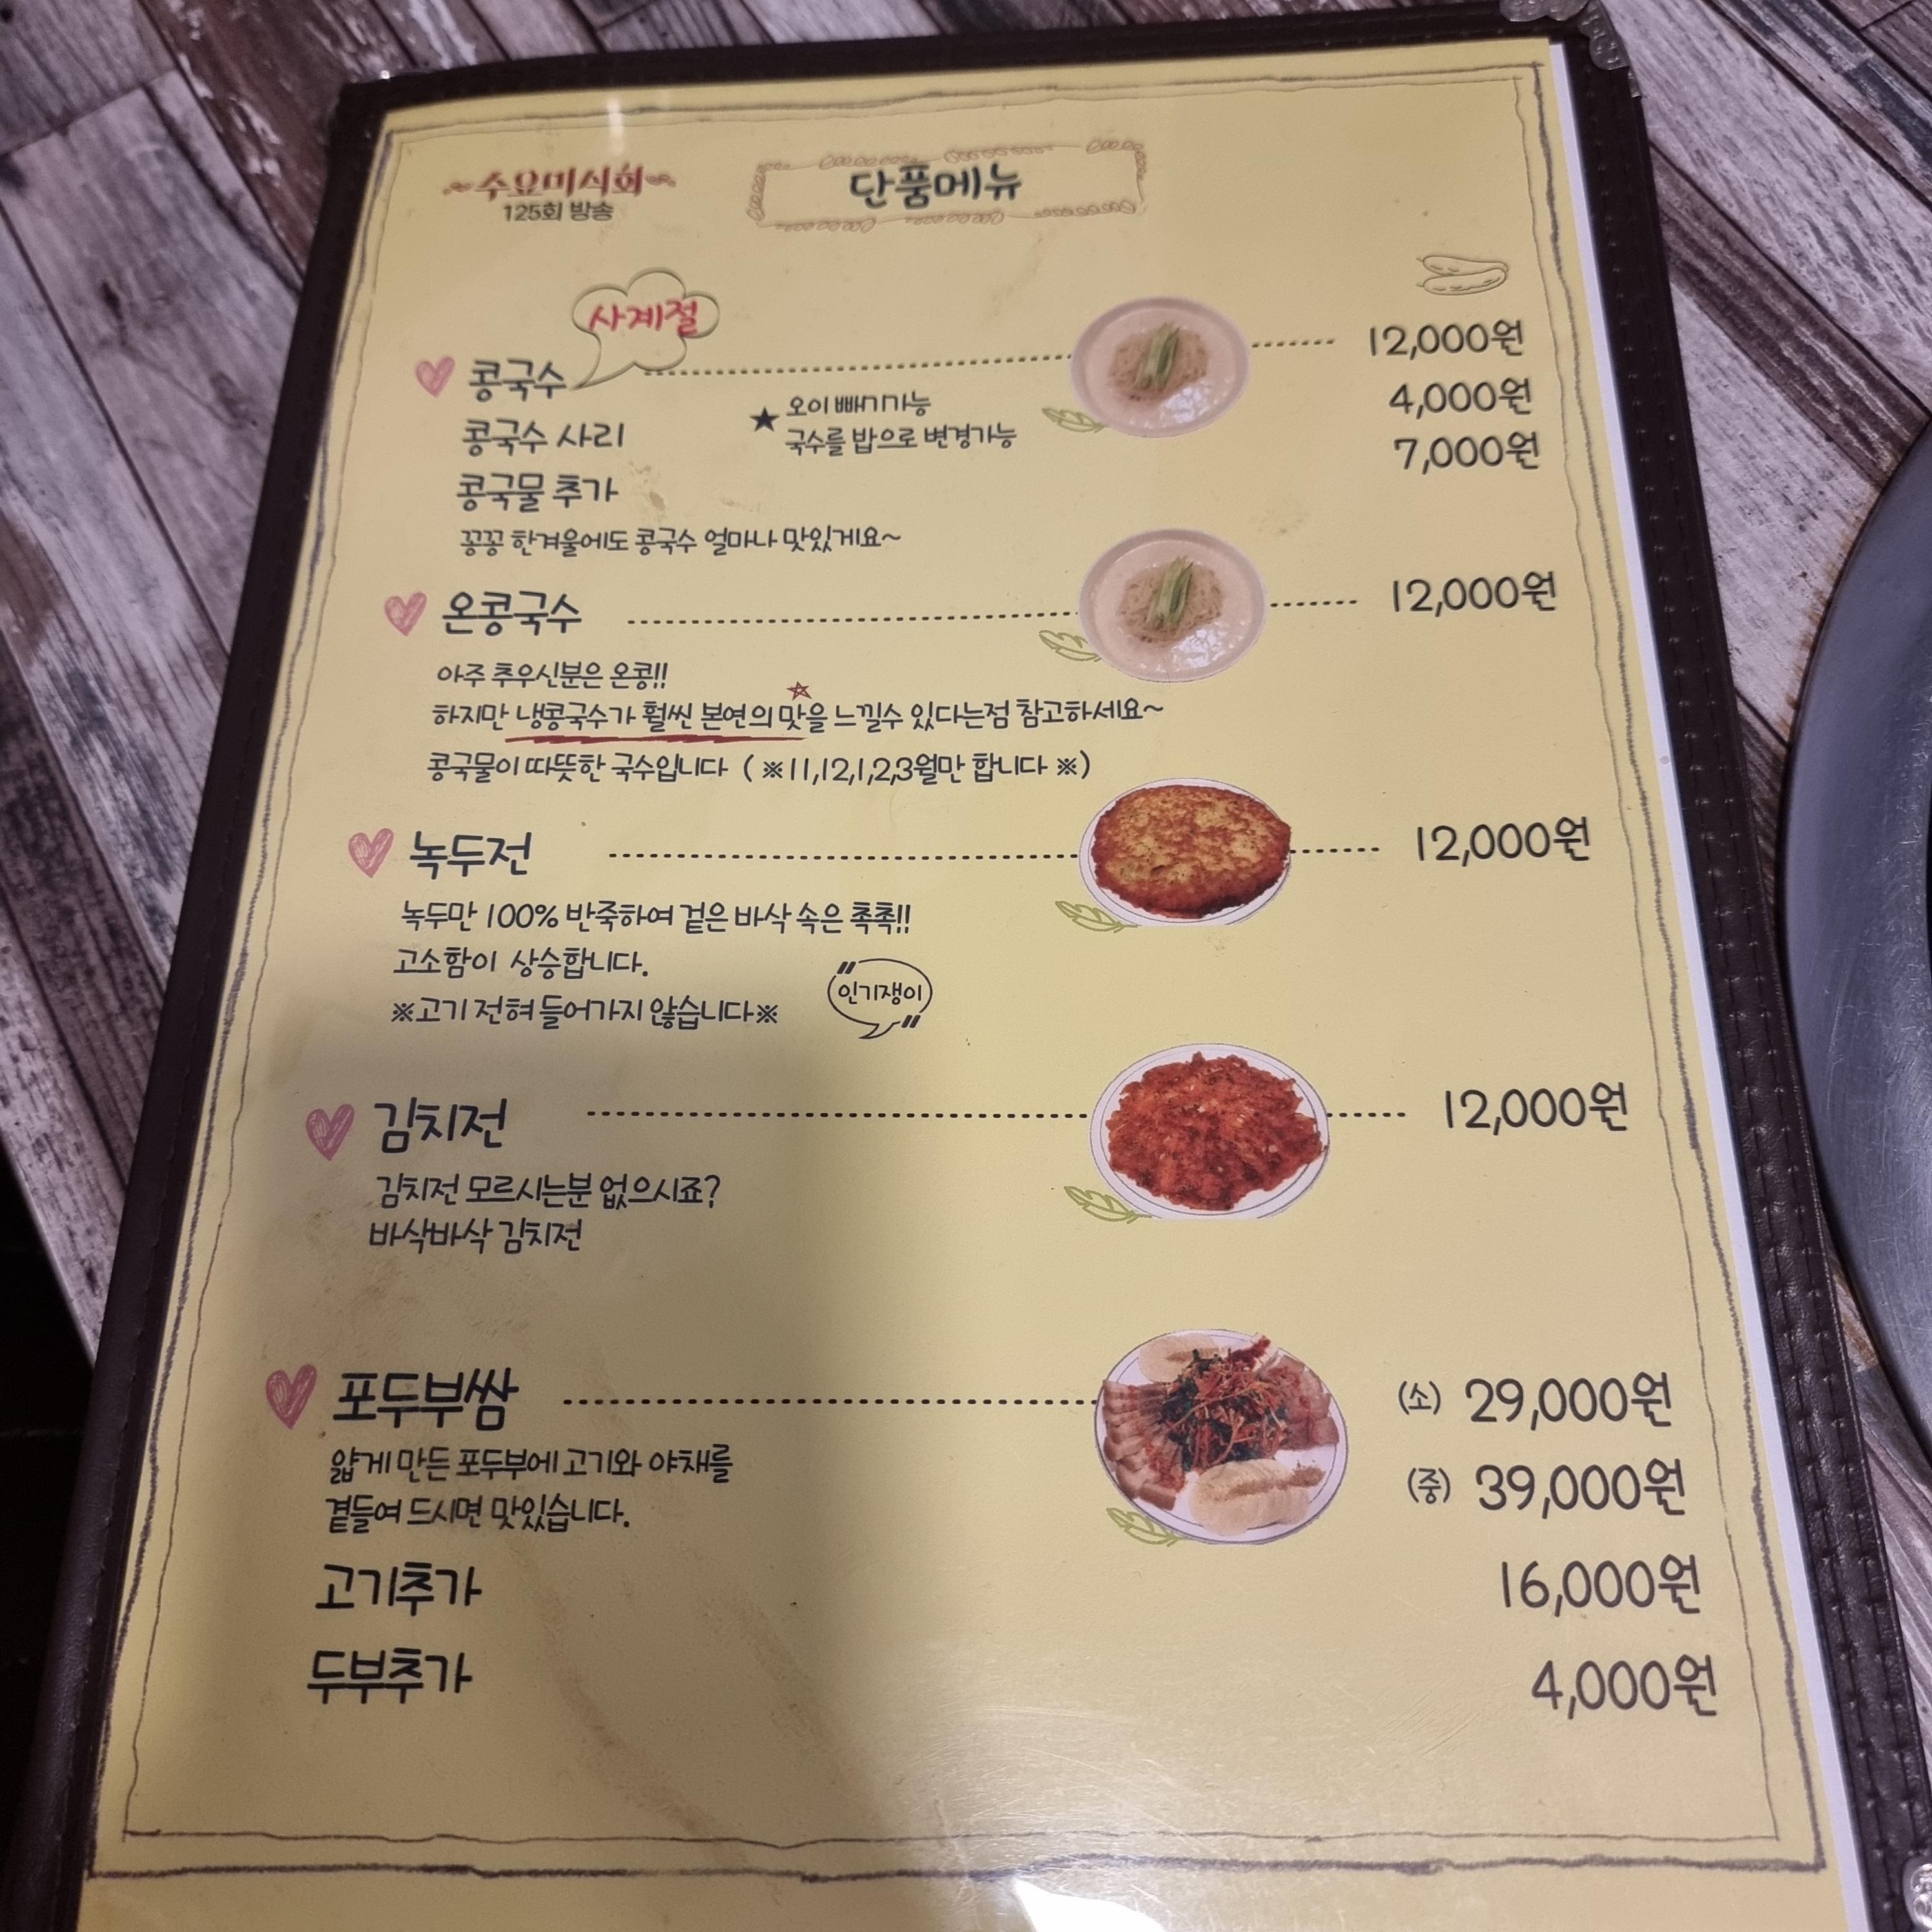 수요미식회
125회 방송
단품메뉴
사계절
콩국수 12,000원
콩국수 사리 4,000원
콩국물 추가 7,000원
★ 오이 빼기가능
국수를 밥으로 변경가능
꽁꽁 한겨울에도 콩국수 얼마나 맛있게요~
온콩국수 12,000원
아주 추우신분은 온콩!!
하지만 냉콩국수가 훨씬 본연의 맛을 느낄수 있다는점 참고하세요~
콩국물이 따뜻한 국수입니다 (※11,12,1,2,3월만 합니다※)
녹두전 12,000원
녹두만 100% 반죽하여 겉은 바삭 속은 촉촉!!
고소함이 상승합니다.
※고기 전혀 들어가지 않습니다※
"인기쟁이"
김치전 12,000원
김치전 모르시는분 없으시죠?
바삭바삭 김치전
포두부쌈 (소) 29,000원
얇게 만든 포두부에 고기와 야채를
곁들여 드시면 맛있습니다.
(중) 39,000원
고기추가 16,000원
두부추가 4,000원